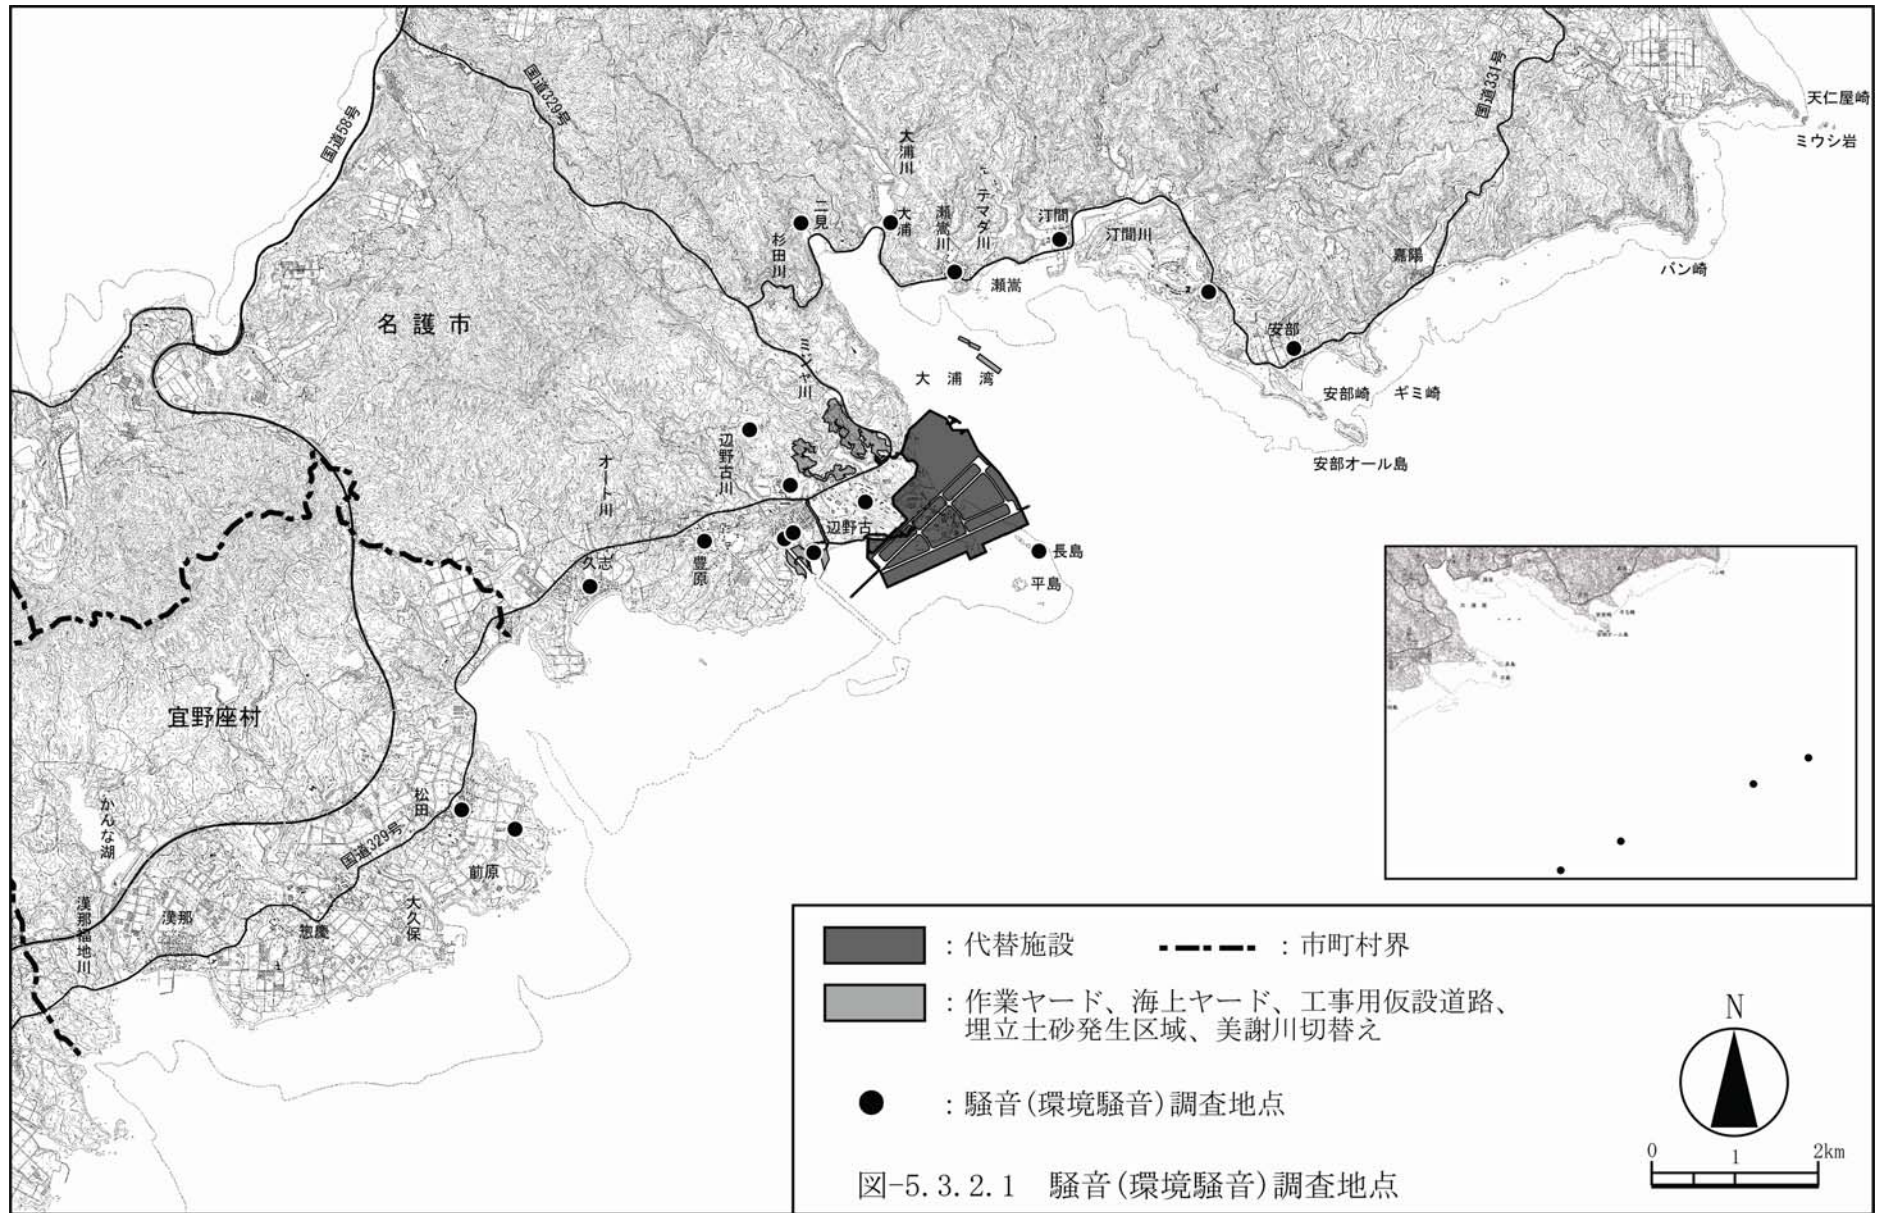 国道58号
国道329号
国道331号
天仁屋崎
ミウシ岩
バン崎
大浦川
二見
大浦
瀬嵩川
テマダ川
汀間
汀間川
杉田川
瀬嵩
嘉陽
名護市
安部
ミジャ川
大浦湾
安部崎
ギミ崎
安部オール島
辺野古川
オート川
辺野古
久志
豊原
長島
平島
宜野座村
松田
かんな湖
国道329号
前原
漢那
惣慶
大久保
漢那福地川
:代替施設
:市町村界
:作業ヤード、海上ヤード、工事用仮設道路、
埋立土砂発生区域、美謝川切替え
:騒音(環境騒音)調査地点
N
0 1 2km
図-5.3.2.1 騒音(環境騒音)調査地点